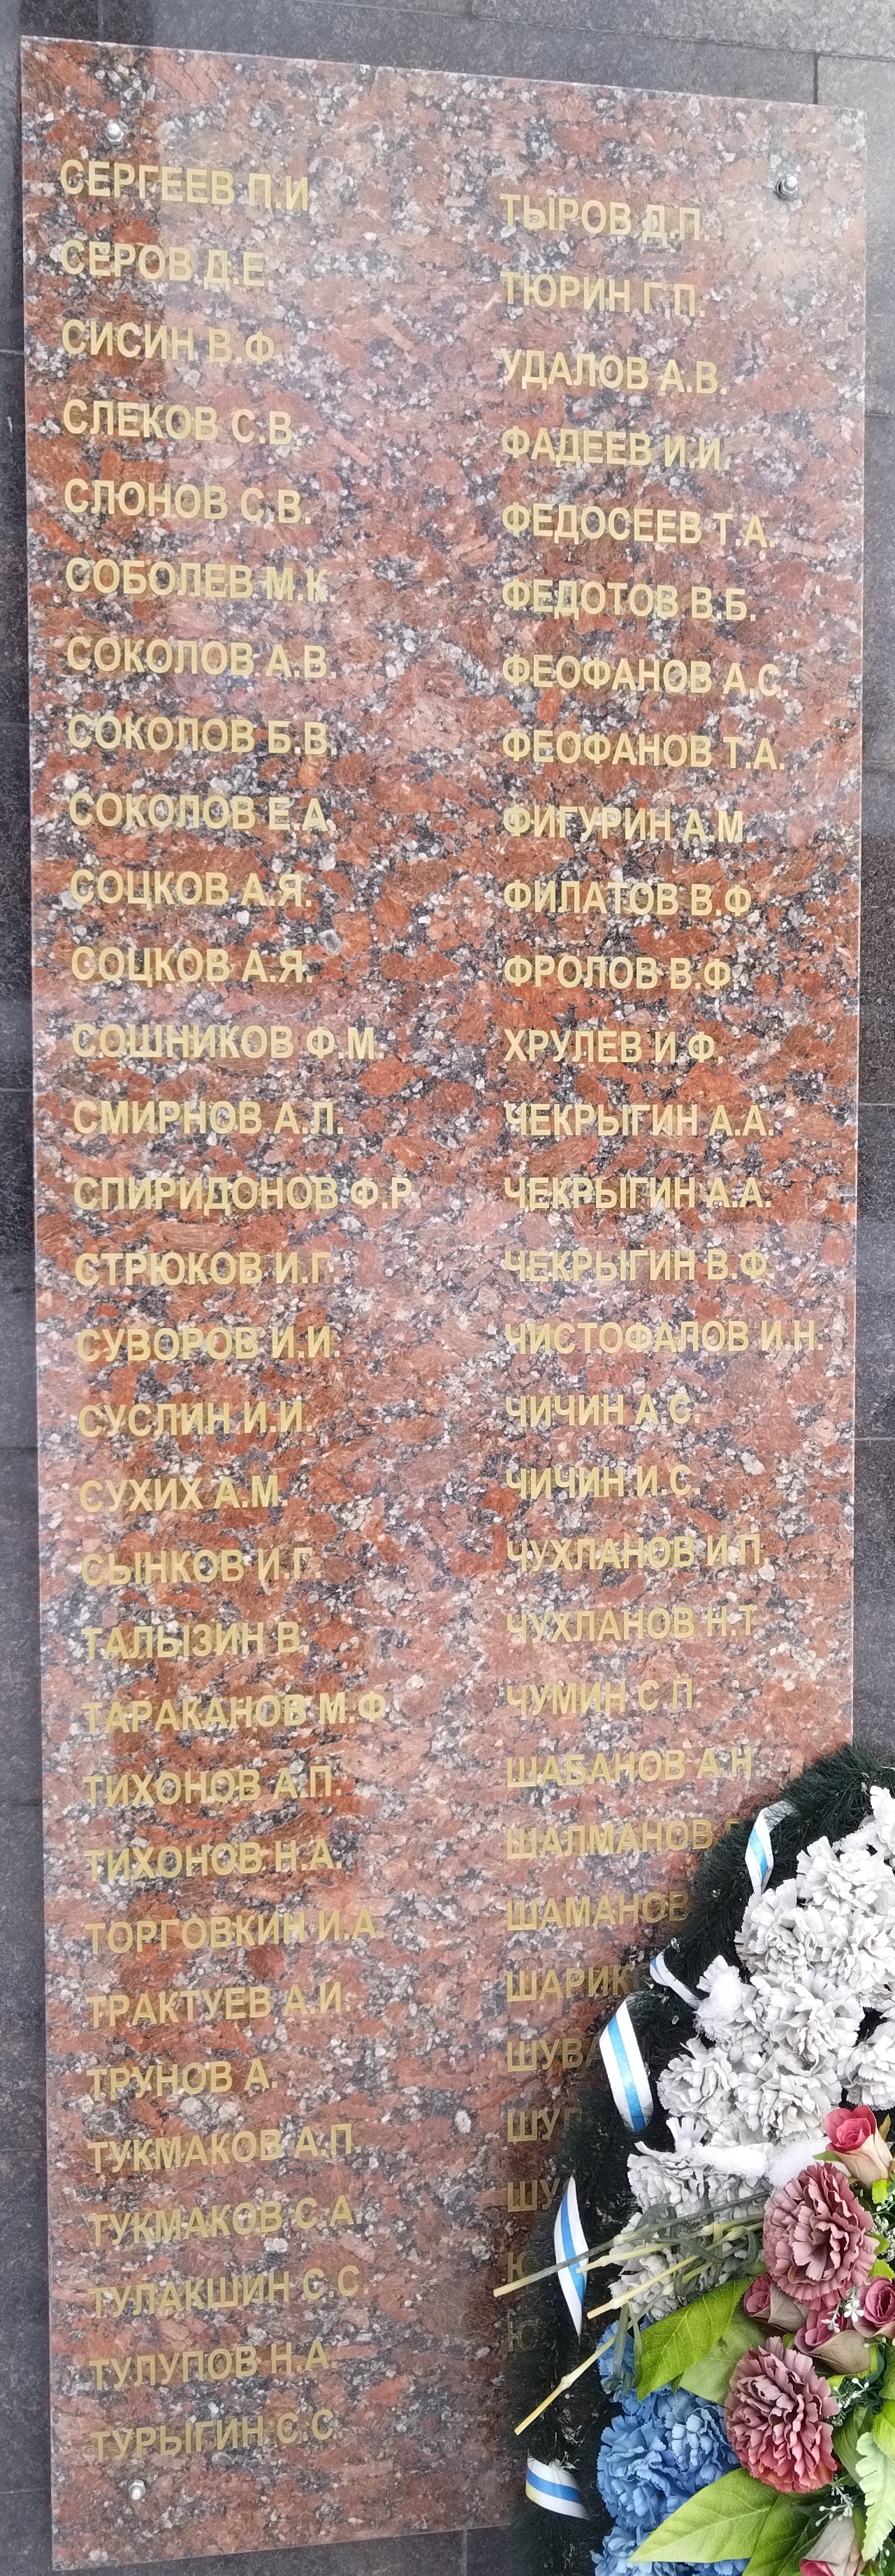 СЕРГЕЕВ П.И
СЕРОВ Д.Е.
СИСИН В.Ф.
СЛЕКОВ С.В.
СЛОНОВ С.В.
СОБОЛЕВ М.К.
СОКОЛОВ А.В.
СОКОЛОВ Б.В.
СОКОЛОВ Е.А.
СОЦКОВ А.Я.
СОЦКОВ А.Я.
СОШНИКОВ Ф.М.
СМИРНОВ А.Л.
СПИРИДОНОВ Ф.Р.
СТРЮКОВ И.Г.
СУВОРОВ И.И.
СУСЛИН И.И.
СУХИХ А.М.
СЫНКОВ И.Г.
ТАЛЫЗИН В.
ТАРАКАНОВ М.Ф.
ТИХОНОВ А.П.
ТИХОНОВ Н.А.
ТОРГОВКИН И.А.
ТРАКТУЕВ А.И.
ТРУНОВ А.
ТУКМАКОВ А.П.
ТУКМАКОВ С.А.
ТУЛАКШИН С.С.
ТУЛУПОВ Н.А.
ТУРЫГИН С.С.
ТЫРОВ Д.П.
ТЮРИН Г.П.
УДАЛОВ А.В.
ФАДЕЕВ И.И.
ФЕДОСЕЕВ Т.А.
ФЕДОТОВ В.Б.
ФЕОФАНОВ А.С.
ФЕОФАНОВ Т.А.
ФИГУРИН А.М.
ФИЛАТОВ В.Ф.
ФРОЛОВ В.Ф.
ХРУЛЕВ И.Ф.
ЧЕКРЫГИН А.А.
ЧЕКРЫГИН А.А.
ЧЕКРЫГИН В.Ф.
ЧИСТОФАЛОВ И.Н.
ЧИЧИН А.С.
ЧИЧИН И.С.
ЧУХЛАНОВ И.П.
ЧУХЛАНОВ Н.Т.
ЧУМИН С.П.
ШАБАНОВ А.Н.
ШАЛМАНОВ
ШАМАНОВ